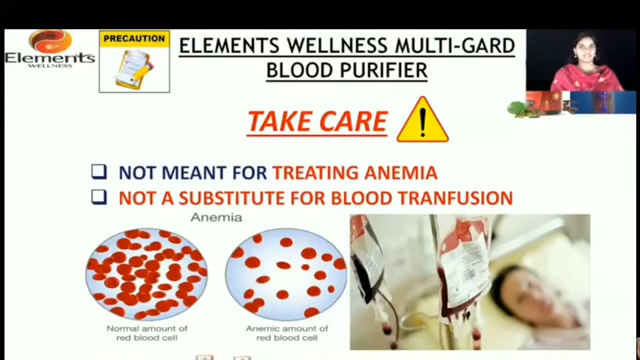 Elements
WELLNESS
PRECAUTION
ELEMENTS WELLNESS MULTI-GARD
BLOOD PURIFIER
TAKE CARE
NOT MEANT FOR TREATING ANEMIA
NOT A SUBSTITUTE FOR BLOOD TRANFUSION
Anemia
Normal amount of
red blood cell
Anemic amount of
red blood cell